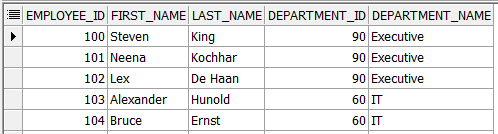 EMPLOYEE_ID FIRST_NAME LAST_NAME DEPARTMENT_ID DEPARTMENT_NAME
100 Steven King 90 Executive
101 Neena Kochhar 90 Executive
102 Lex De Haan 90 Executive
103 Alexander Hunold 60 IT
104 Bruce Ernst 60 IT